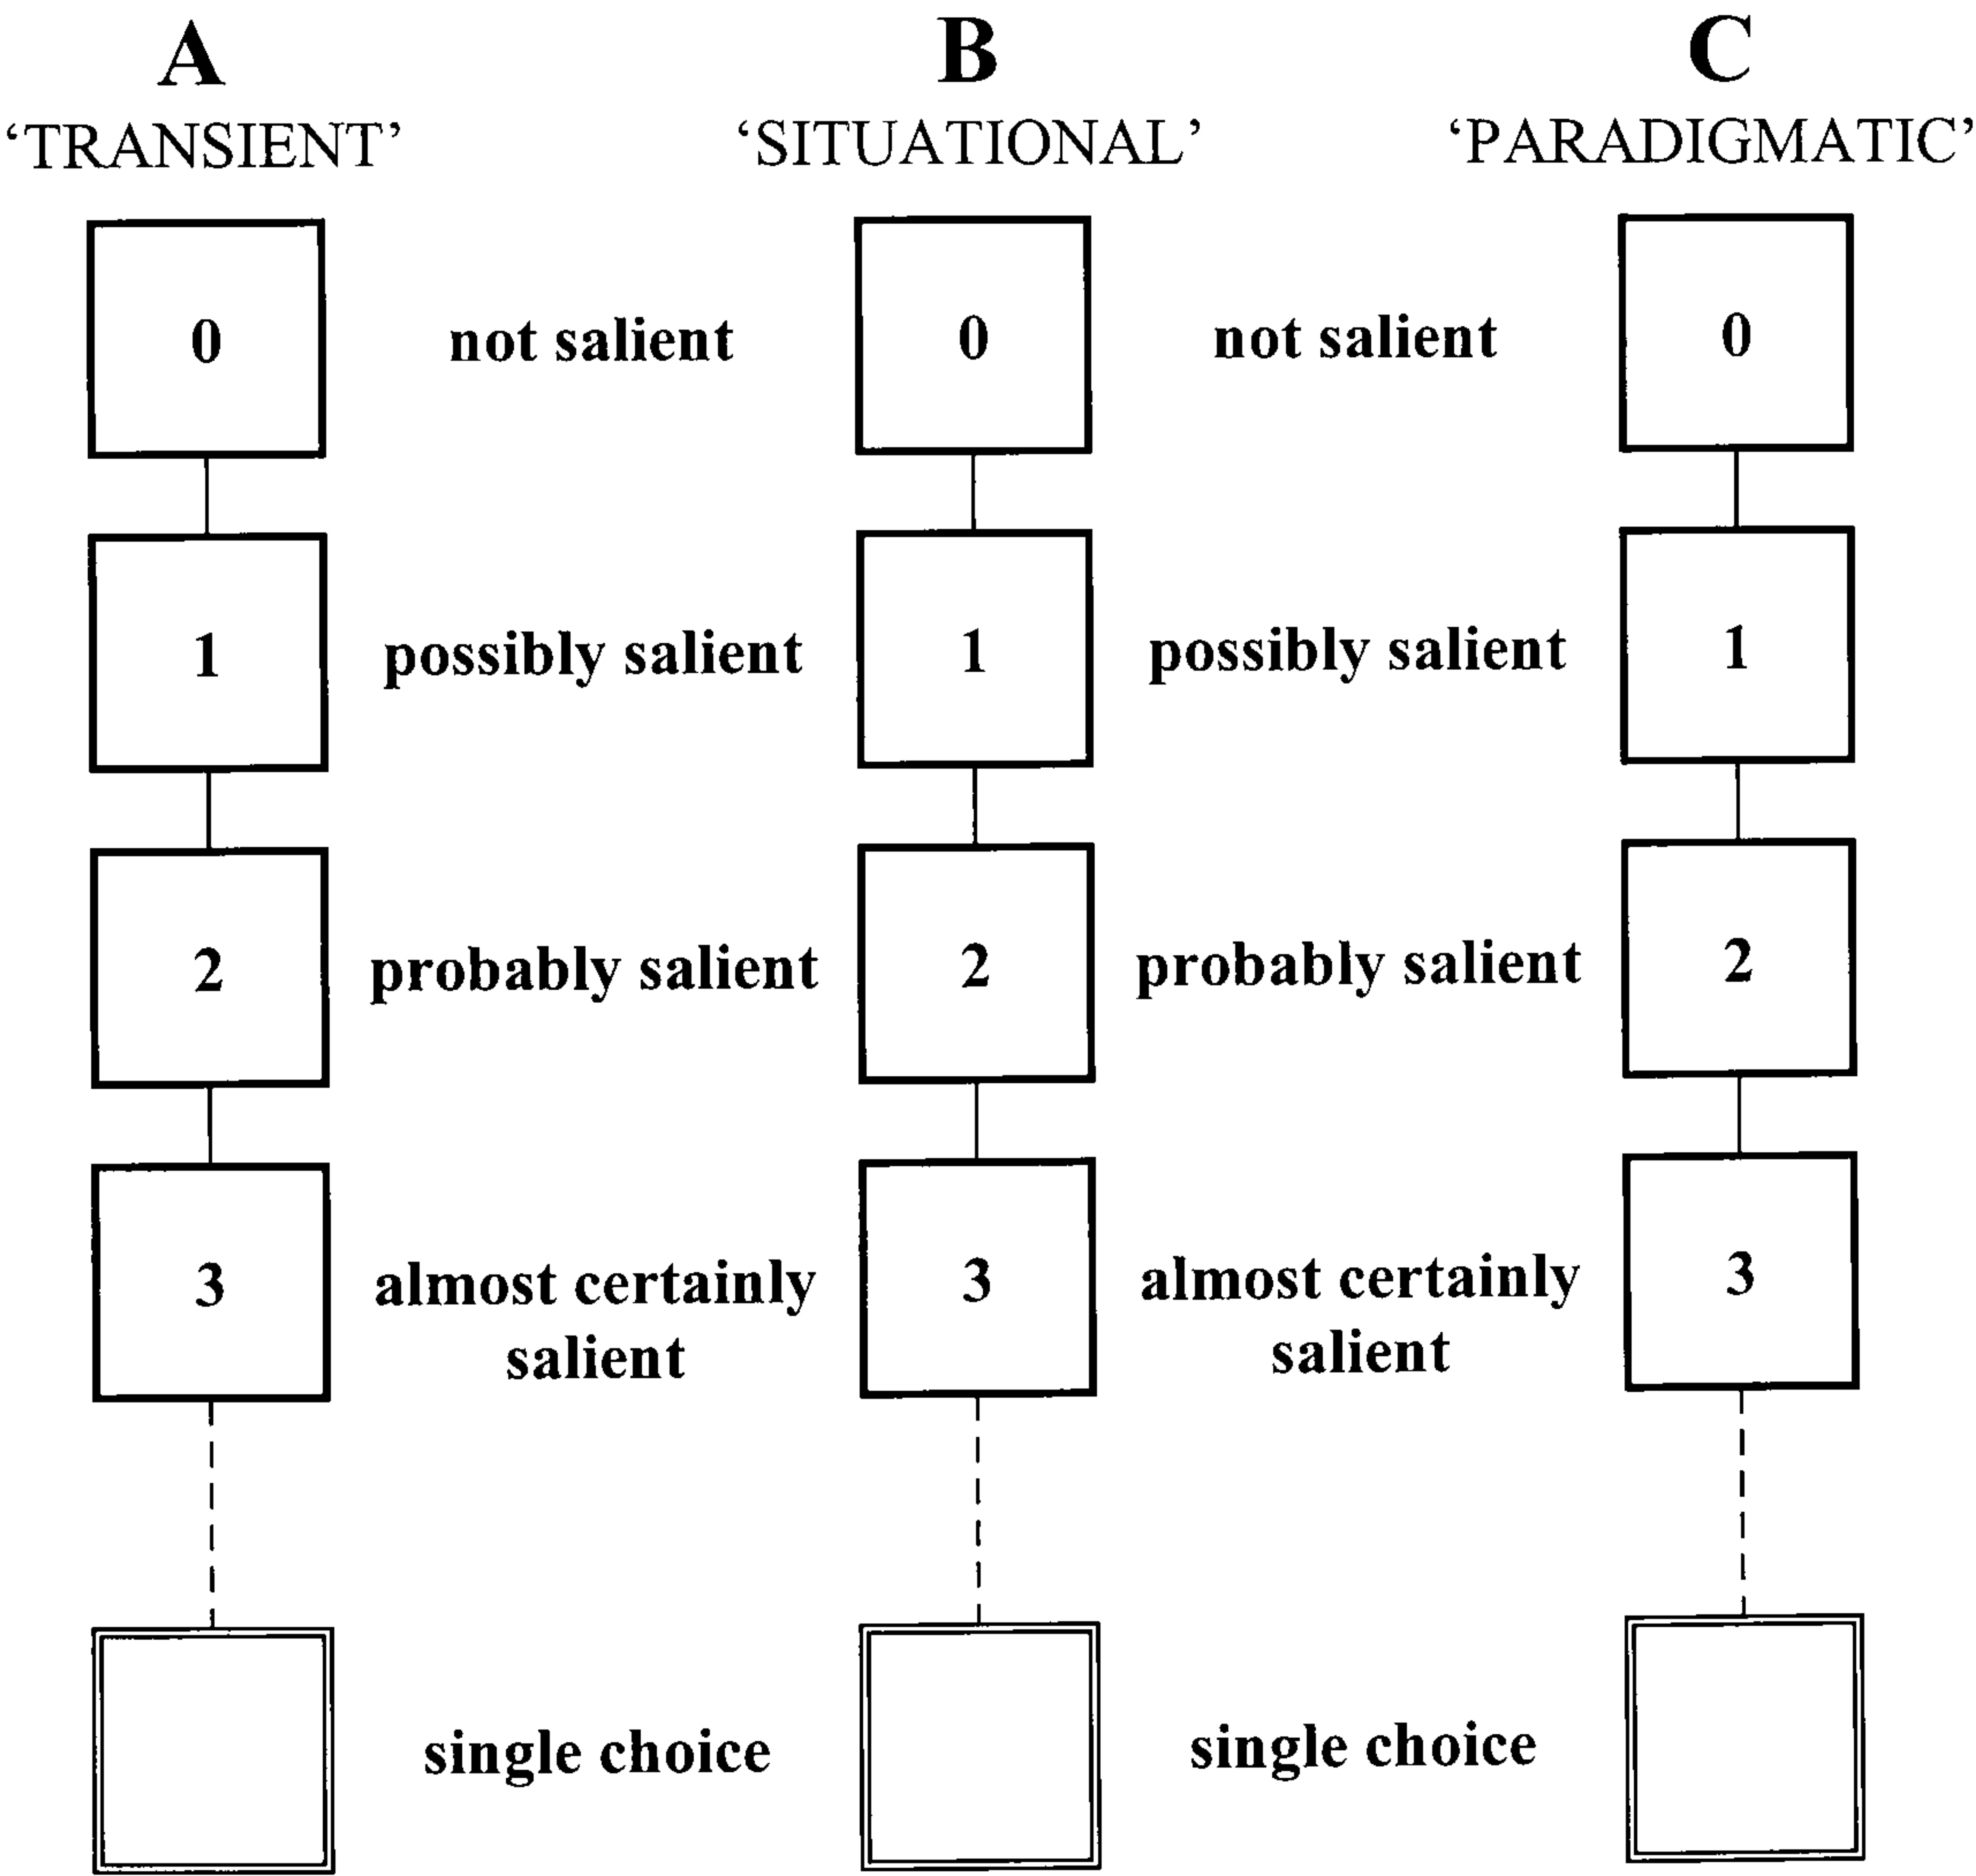 A B C
‘TRANSIENT’ ‘SITUATIONAL’ ‘PARADIGMATIC’
0 not salient 0 not salient 0
1 possibly salient 1 possibly salient 1
2 probably salient 2 probably salient 2
3 almost certainly 3 almost certainly 3
salient salient
single choice single choice